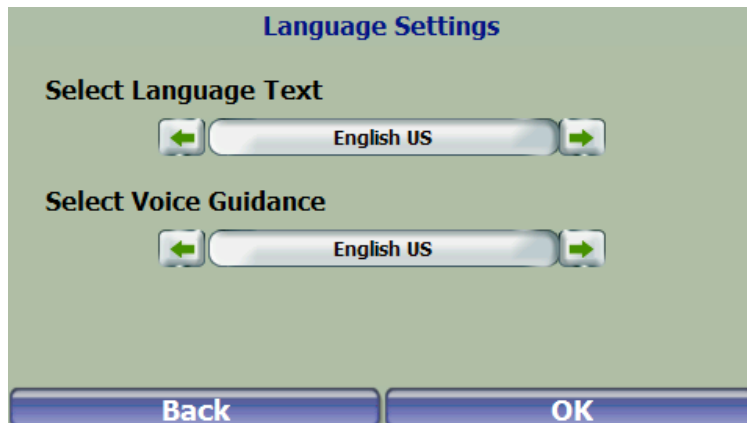 Language Settings
Select Language Text
English US
Select Voice Guidance
English US
Back OK